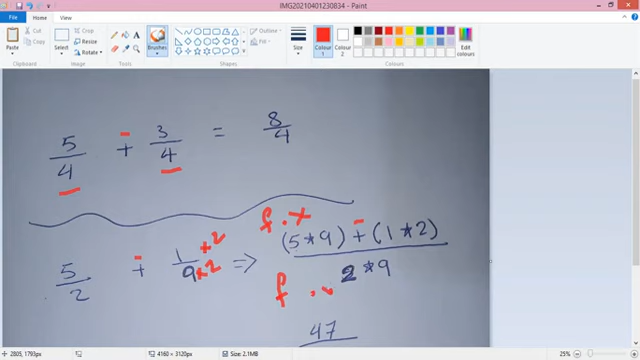 IMG20210401230834 - Paint
File Home View
Paste Cut Copy
Select Crop Resize Rotate
Brushes
Outline Fill
Size
Colour 1 Colour 2
Edit colours
Clipboard Image Tools Shapes Colours
5/4 + 3/4 = 8/4
5/2 + 1/9 *2/*2 => (5*9) + (1*2) / 2*9
f.x
f.
47
2805, 1793px 4160 × 3120px Size: 2.1MB 25%